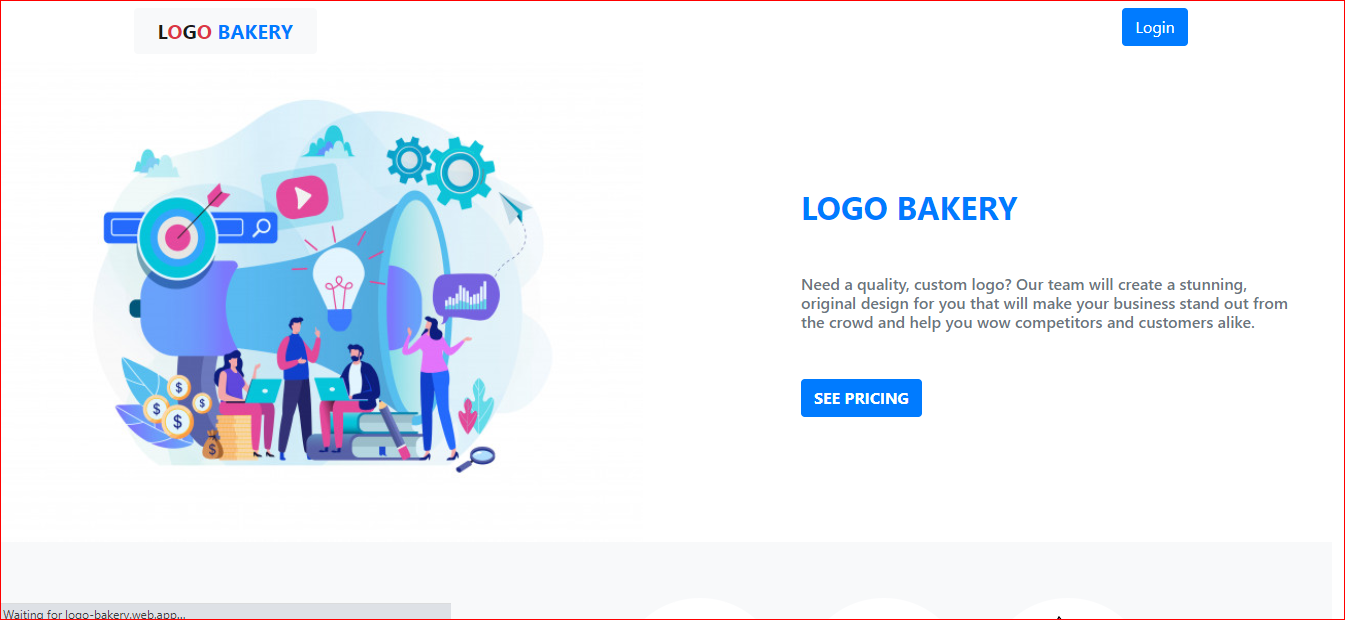 LOGO BAKERY
Login
LOGO BAKERY
Need a quality, custom logo? Our team will create a stunning,
original design for you that will make your business stand out from
the crowd and help you wow competitors and customers alike.
SEE PRICING
$
$
$
$
$
Waiting for logo-bakery.web.app...